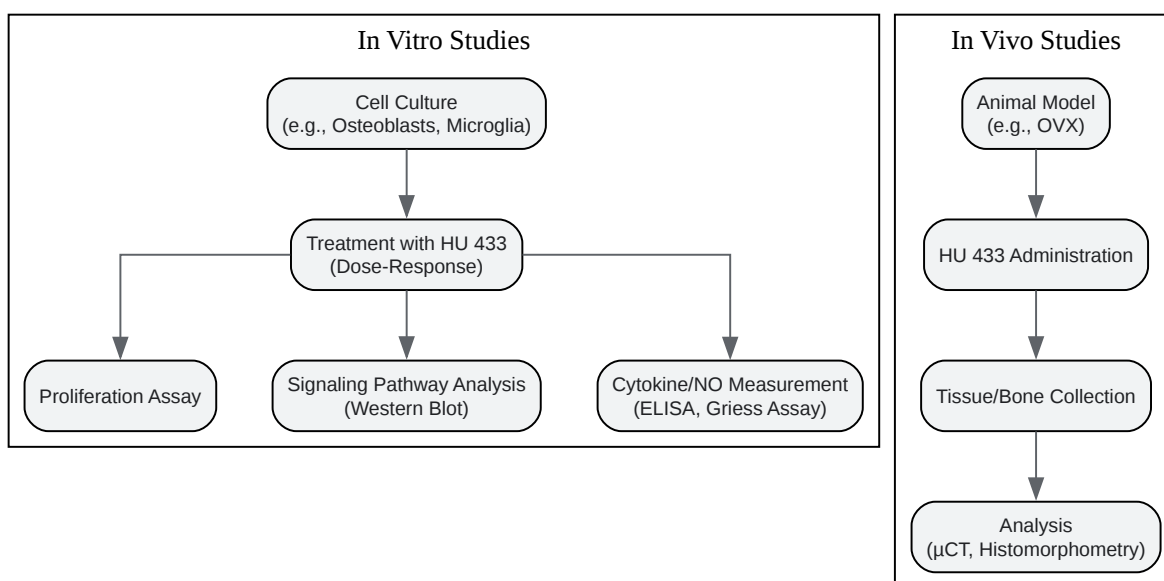 In Vitro Studies
Cell Culture
(e.g., Osteoblasts, Microglia)
Treatment with HU 433
(Dose-Response)
Proliferation Assay
Signaling Pathway Analysis
(Western Blot)
Cytokine/NO Measurement
(ELISA, Griess Assay)
In Vivo Studies
Animal Model
(e.g., OVX)
HU 433 Administration
Tissue/Bone Collection
Analysis
(µCT, Histomorphometry)